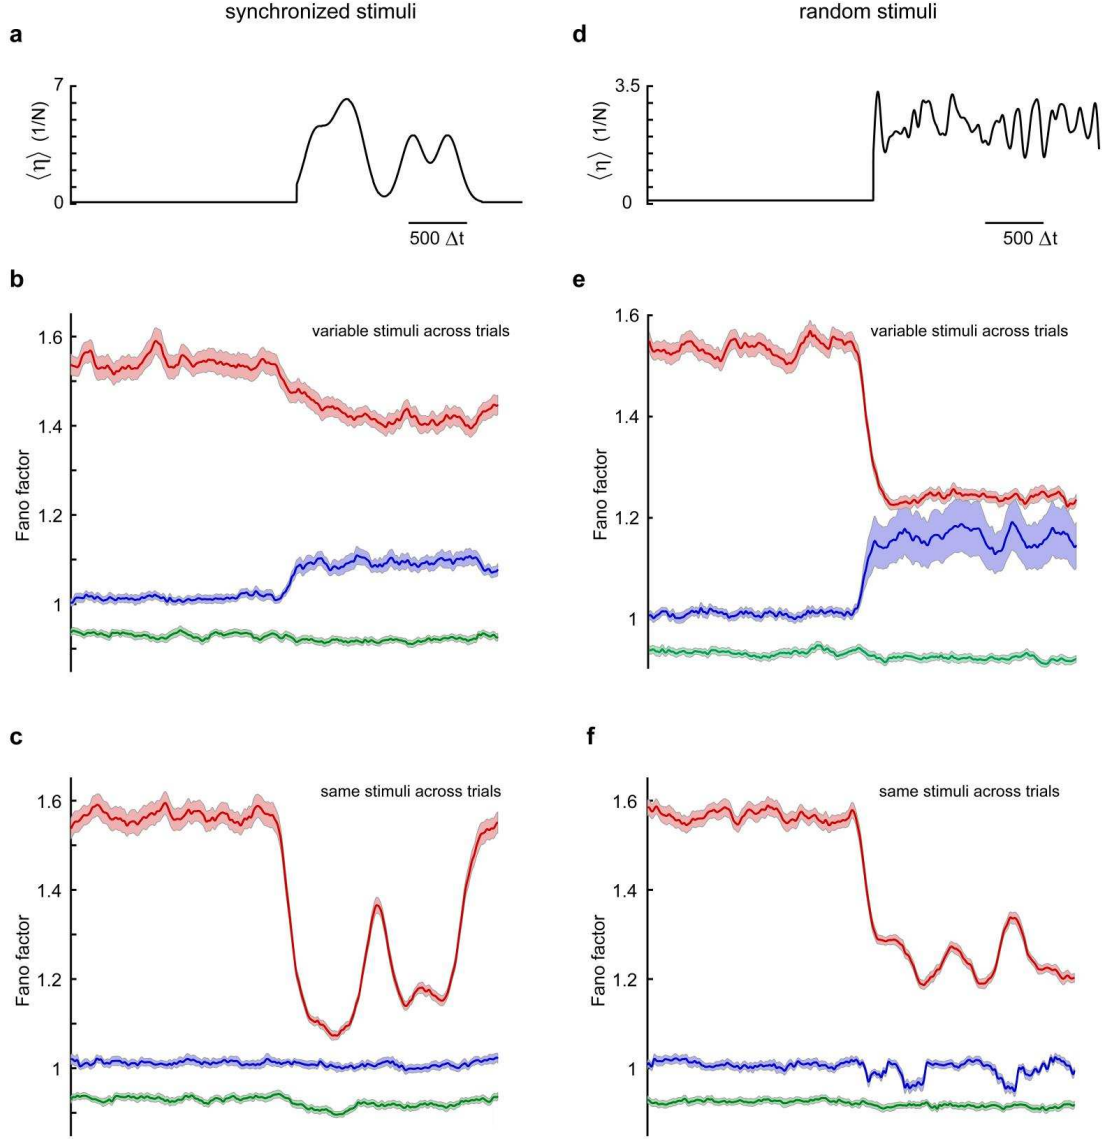 synchronized stimuli
random stimuli
a
7
⟨η⟩ (1/N)
0
500 Δt
d
3.5
⟨η⟩ (1/N)
0
500 Δt
b
1.6
variable stimuli across trials
1.4
Fano factor
1.2
1
e
1.6
variable stimuli across trials
1.4
Fano factor
1.2
1
c
1.6
same stimuli across trials
1.4
Fano factor
1.2
1
f
1.6
same stimuli across trials
1.4
Fano factor
1.2
1